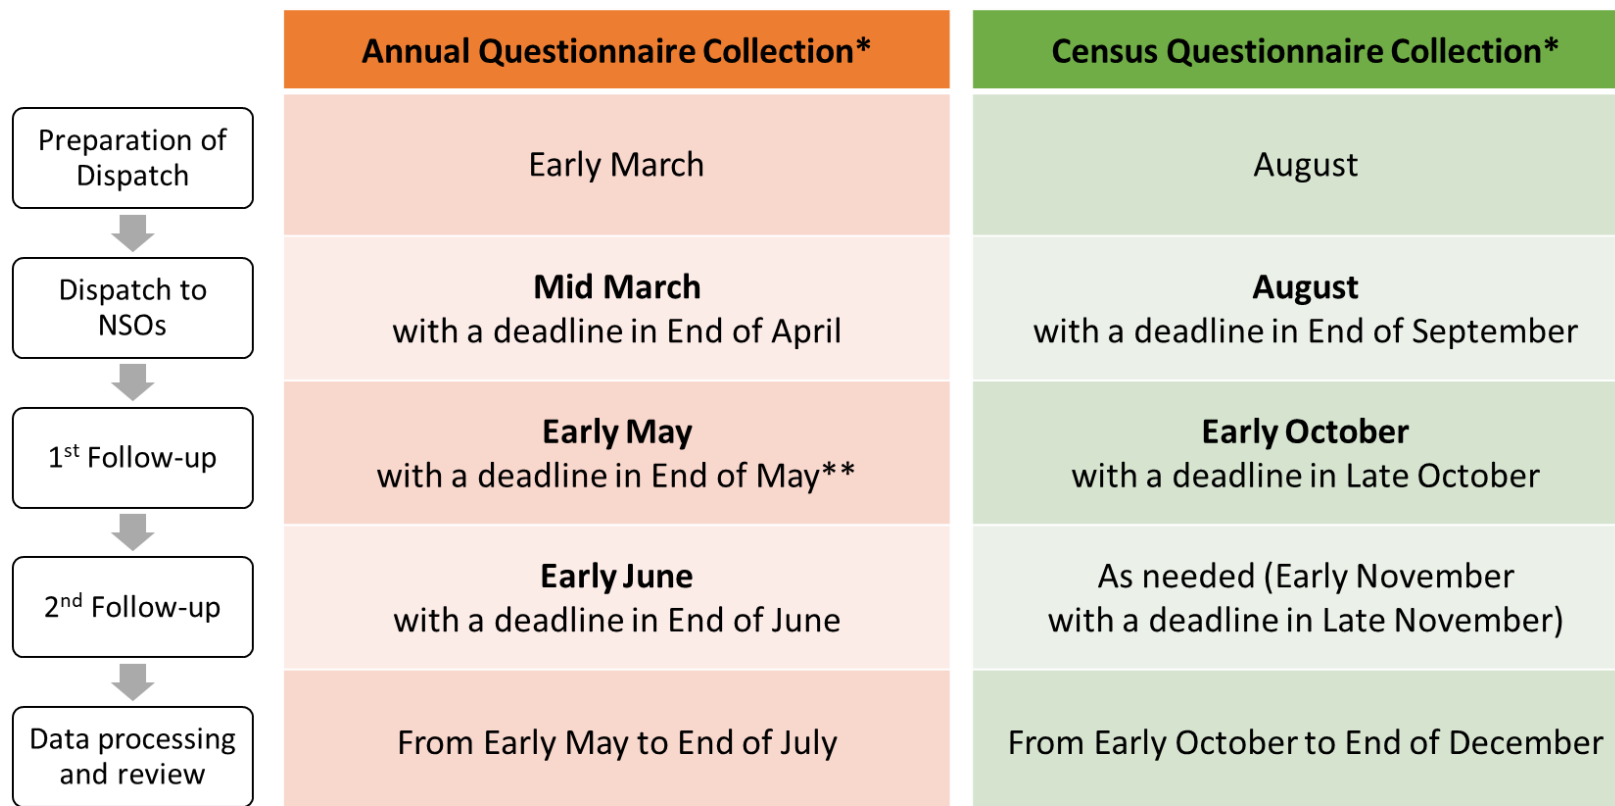 Annual Questionnaire Collection*
Census Questionnaire Collection*
Preparation of
Dispatch
Early March
August
Dispatch to
NSOs
Mid March
with a deadline in End of April
August
with a deadline in End of September
1st Follow-up
Early May
with a deadline in End of May**
Early October
with a deadline in Late October
2nd Follow-up
Early June
with a deadline in End of June
As needed (Early November
with a deadline in Late November)
Data processing
and review
From Early May to End of July
From Early October to End of December